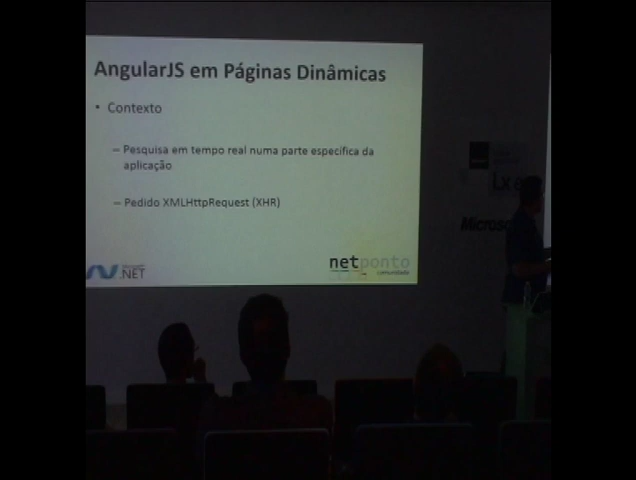 AngularJS em Páginas Dinâmicas
• Contexto
– Pesquisa em tempo real numa parte especifica da
aplicação
– Pedido XMLHttpRequest (XHR)
.NET
netponto
comunidade